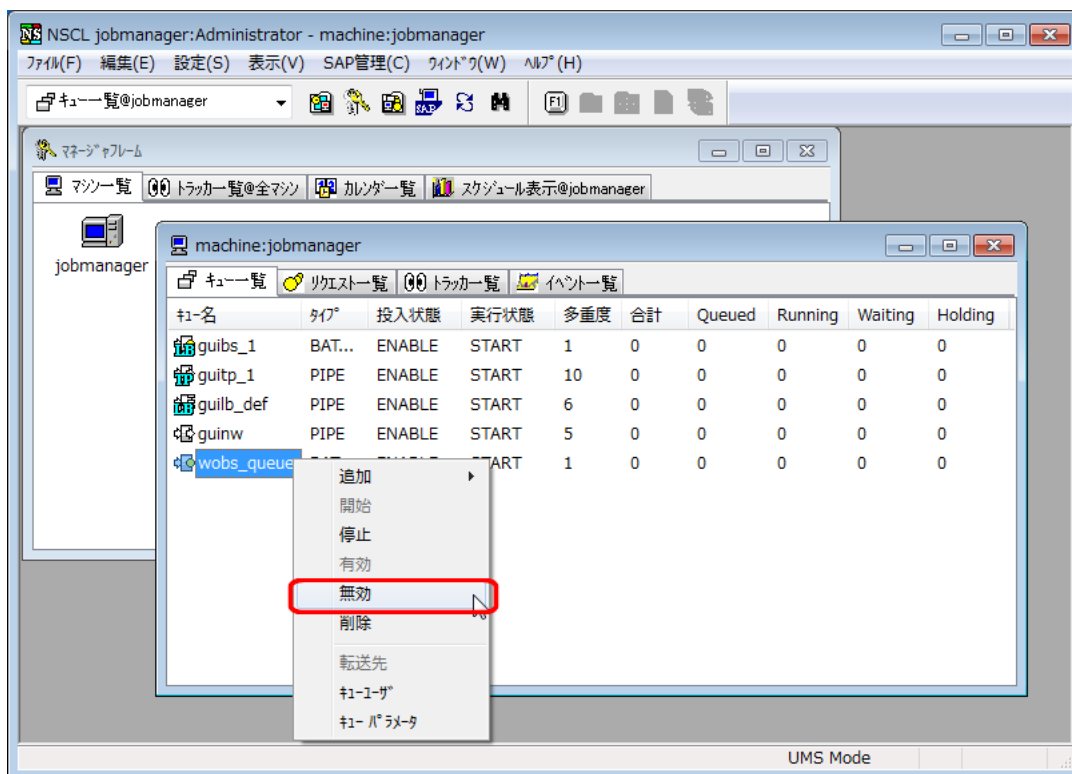 NSCL jobmanager:Administrator - machine:jobmanager
ﾌｧｲﾙ(F) 編集(E) 設定(S) 表示(V) SAP管理(C) ｳｨﾝﾄﾞｳ(W) ﾍﾙﾌﾟ(H)
キュー一覧@jobmanager
SAP
F1
ﾏﾈｰｼﾞｬﾌﾚｰﾑ
マシン一覧 トラッカ一覧@全マシン カレンダ一覧 スケジュール表示@jobmanager
jobmanager
machine:jobmanager
キュー一覧 リクエスト一覧 トラッカ一覧 イベント一覧
ｷｭｰ名 ﾀｲﾌﾟ 投入状態 実行状態 多重度 合計 Queued Running Waiting Holding
guibs_1 BAT... ENABLE START 1 0 0 0 0 0
guitp_1 PIPE ENABLE START 10 0 0 0 0 0
guilb_def PIPE ENABLE START 6 0 0 0 0 0
guinw PIPE ENABLE START 5 0 0 0 0 0
wobs_queue 1 0 0 0 0 0
追加
開始
停止
有効
無効
削除
転送先
ｷｭｰﾕｰｻﾞ
ｷｭｰ ﾊﾟﾗﾒｰﾀ
UMS Mode